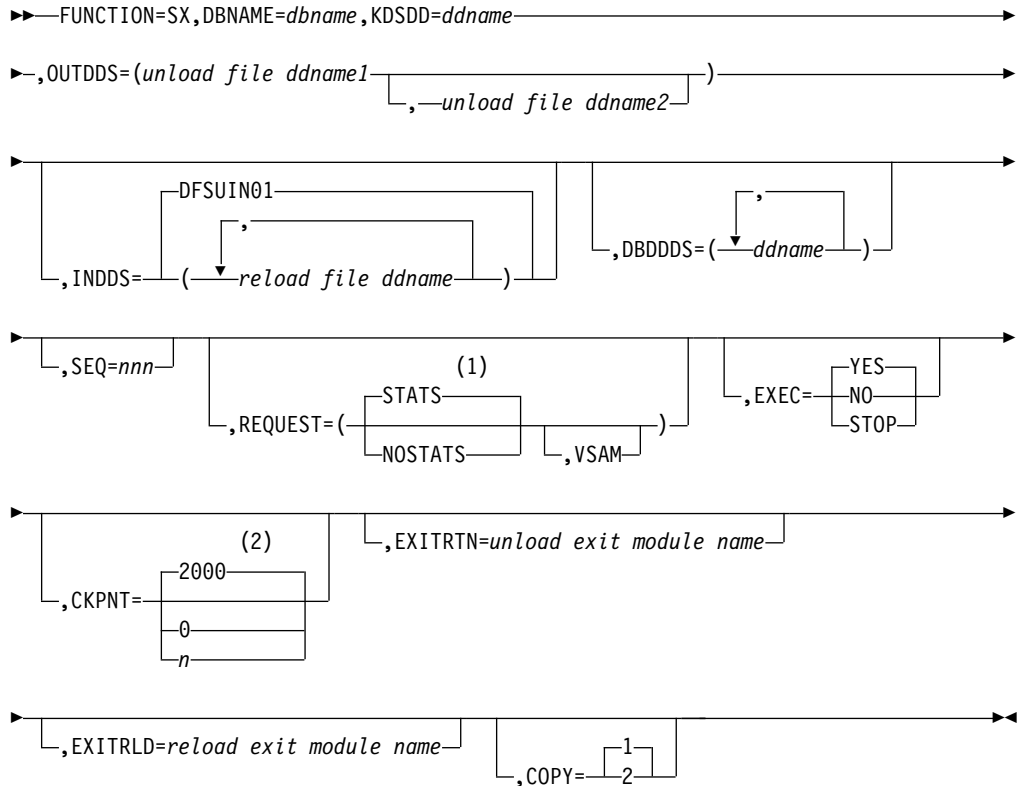 FUNCTION=SX,DBNAME=dbname,KDSDD=ddname
,OUTDDS=(unload file ddname1 )
,unload file ddname2
DFSUIN01
, ,
,INDDS= (reload file ddname) ,DBDDDS=(ddname)
,SEQ=nnn (1) YES
STATS ,EXEC= NO
,REQUEST=( ) STOP
NOSTATS ,VSAM
(2) ,EXITRTN=unload exit module name
2000
,CKPNT=
0
n
,EXITRLD=reload exit module name 1
,COPY= 2